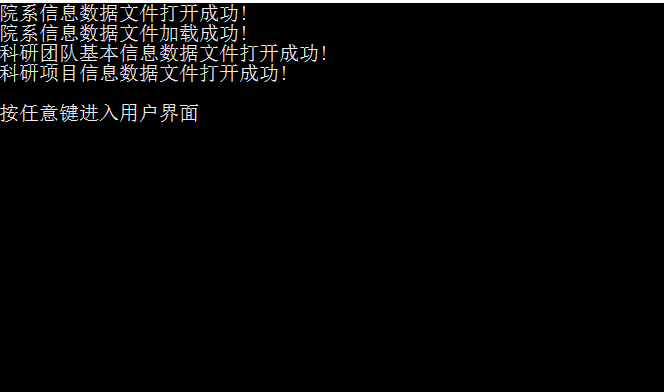 院系信息数据文件打开成功!
院系信息数据文件加载成功!
科研团队基本信息数据文件打开成功!
科研项目信息数据文件打开成功!
按任意键进入用户界面